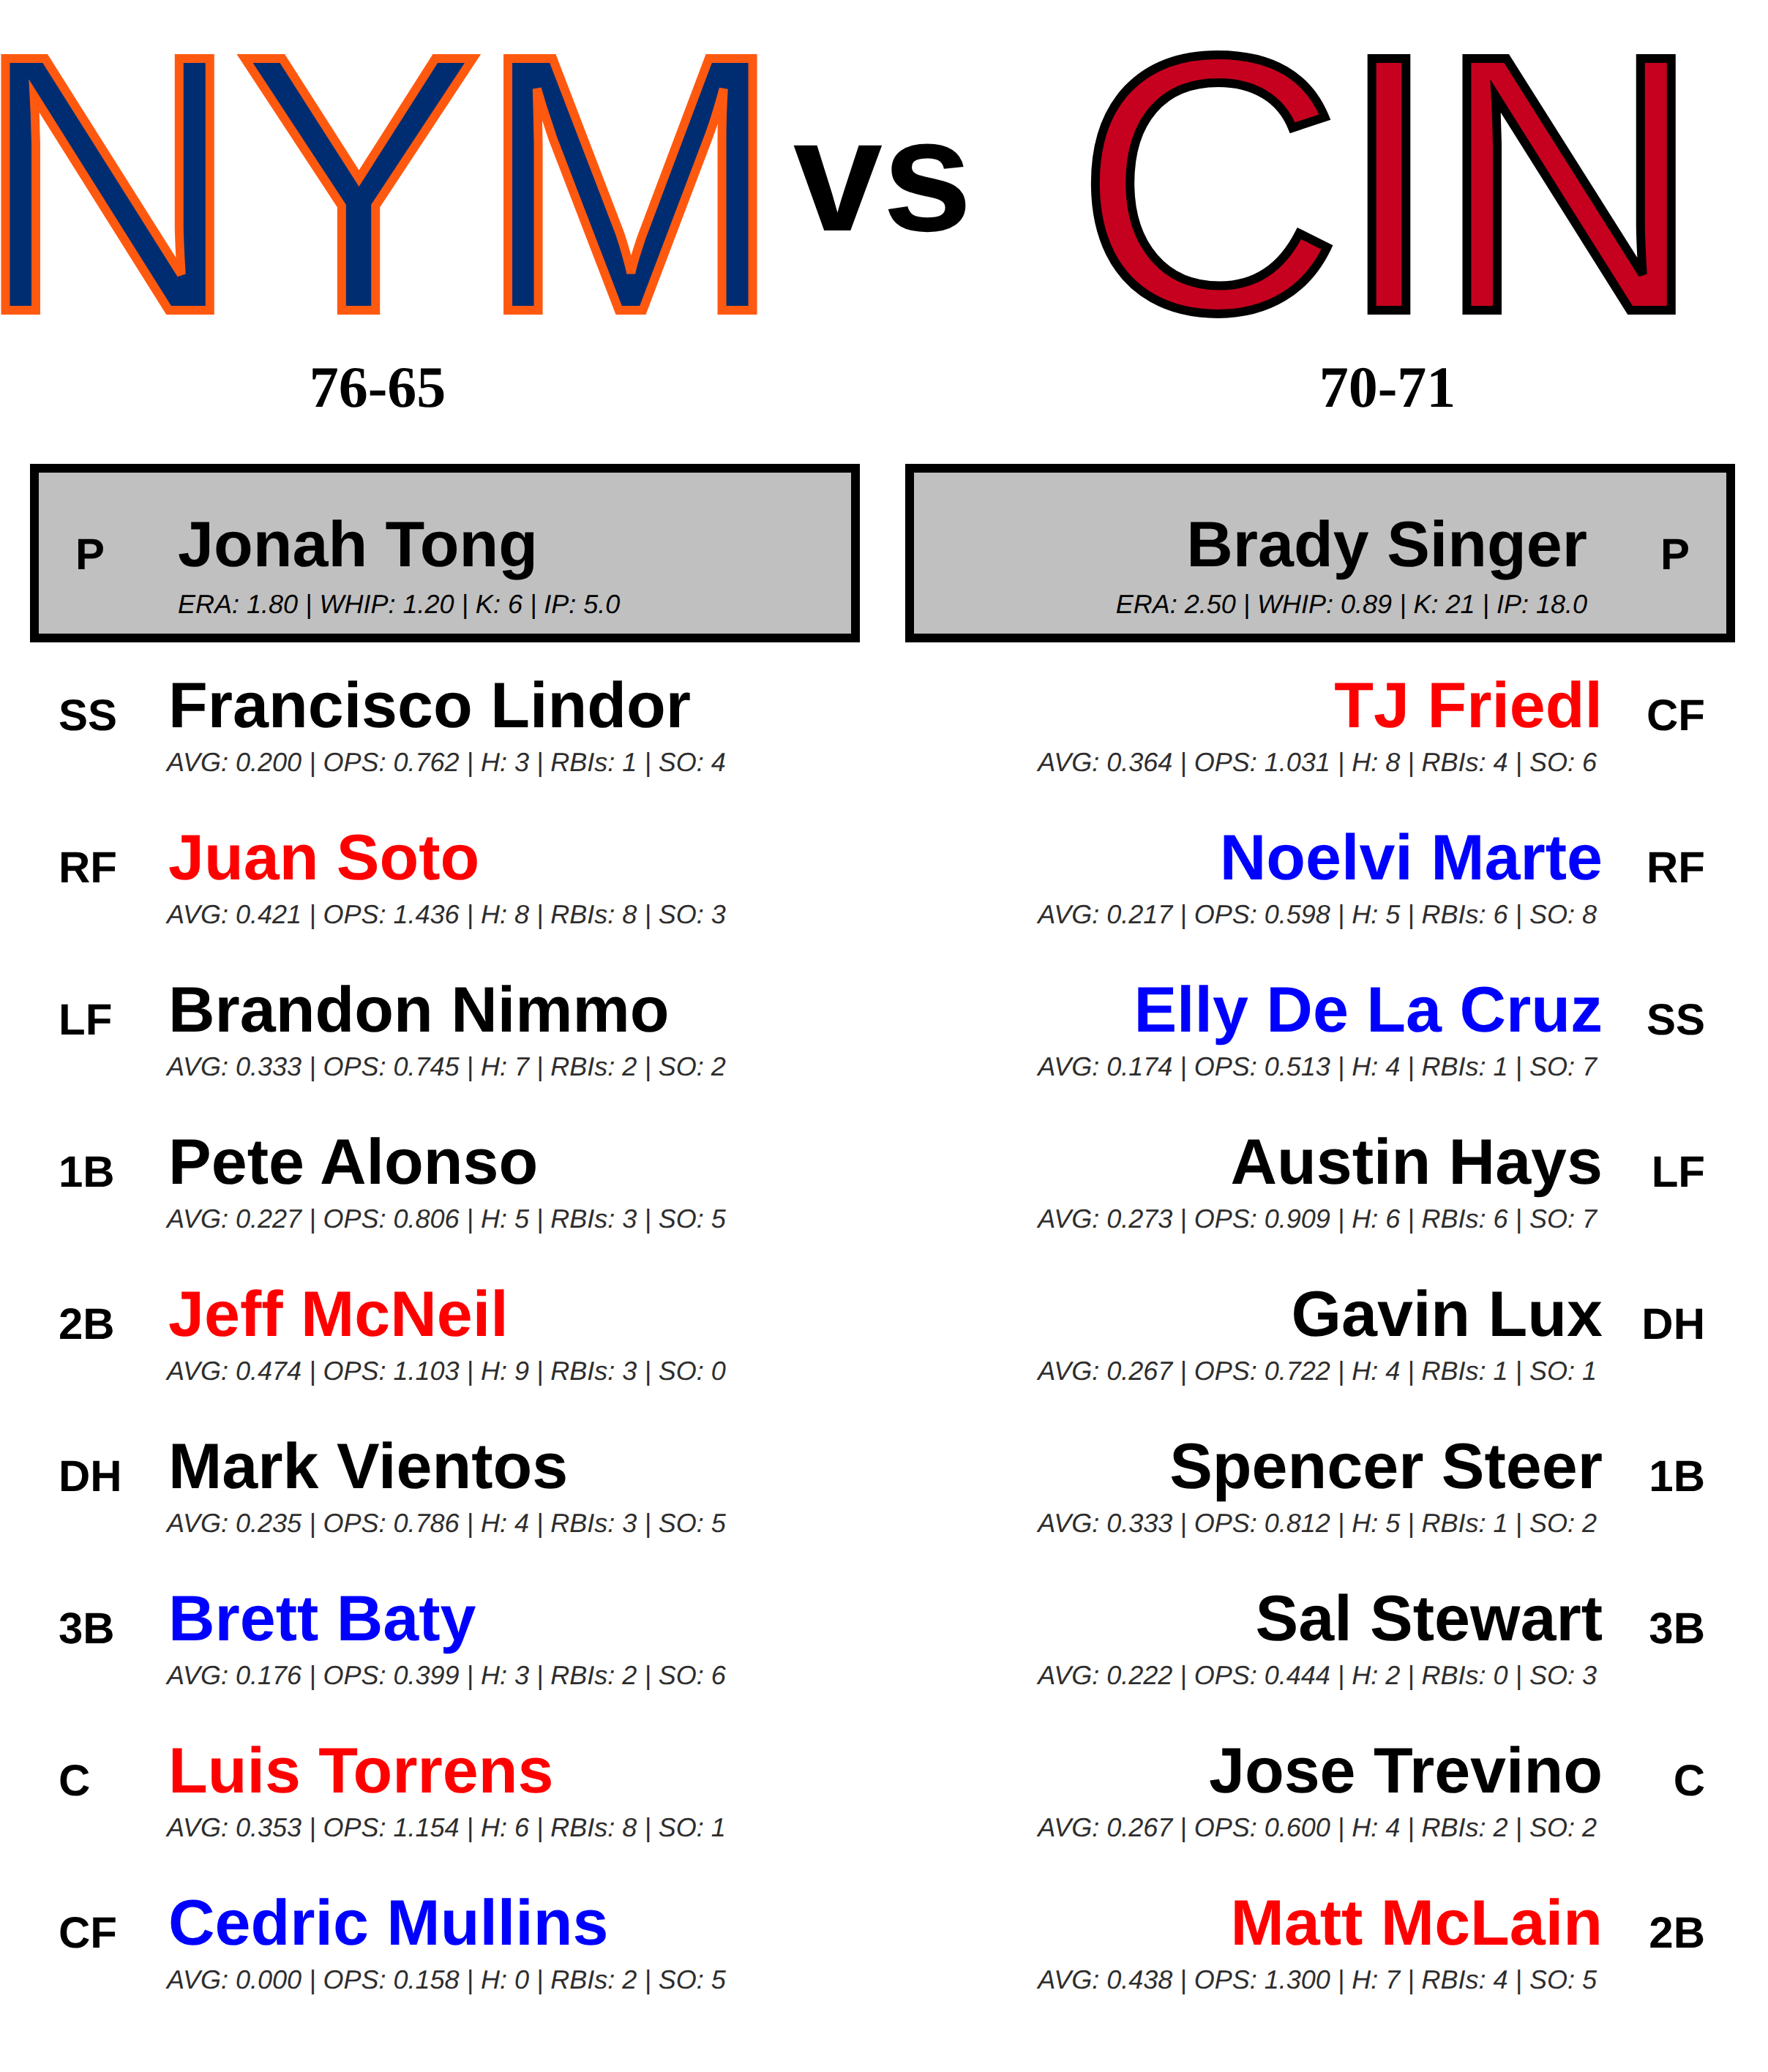 NYM vs CIN
76-65 70-71
P Jonah Tong
ERA: 1.80 | WHIP: 1.20 | K: 6 | IP: 5.0
Brady Singer P
ERA: 2.50 | WHIP: 0.89 | K: 21 | IP: 18.0
SS Francisco Lindor
AVG: 0.200 | OPS: 0.762 | H: 3 | RBIs: 1 | SO: 4
RF Juan Soto
AVG: 0.421 | OPS: 1.436 | H: 8 | RBIs: 8 | SO: 3
LF Brandon Nimmo
AVG: 0.333 | OPS: 0.745 | H: 7 | RBIs: 2 | SO: 2
1B Pete Alonso
AVG: 0.227 | OPS: 0.806 | H: 5 | RBIs: 3 | SO: 5
2B Jeff McNeil
AVG: 0.474 | OPS: 1.103 | H: 9 | RBIs: 3 | SO: 0
DH Mark Vientos
AVG: 0.235 | OPS: 0.786 | H: 4 | RBIs: 3 | SO: 5
3B Brett Baty
AVG: 0.176 | OPS: 0.399 | H: 3 | RBIs: 2 | SO: 6
C Luis Torrens
AVG: 0.353 | OPS: 1.154 | H: 6 | RBIs: 8 | SO: 1
CF Cedric Mullins
AVG: 0.000 | OPS: 0.158 | H: 0 | RBIs: 2 | SO: 5
TJ Friedl CF
AVG: 0.364 | OPS: 1.031 | H: 8 | RBIs: 4 | SO: 6
Noelvi Marte RF
AVG: 0.217 | OPS: 0.598 | H: 5 | RBIs: 6 | SO: 8
Elly De La Cruz SS
AVG: 0.174 | OPS: 0.513 | H: 4 | RBIs: 1 | SO: 7
Austin Hays LF
AVG: 0.273 | OPS: 0.909 | H: 6 | RBIs: 6 | SO: 7
Gavin Lux DH
AVG: 0.267 | OPS: 0.722 | H: 4 | RBIs: 1 | SO: 1
Spencer Steer 1B
AVG: 0.333 | OPS: 0.812 | H: 5 | RBIs: 1 | SO: 2
Sal Stewart 3B
AVG: 0.222 | OPS: 0.444 | H: 2 | RBIs: 0 | SO: 3
Jose Trevino C
AVG: 0.267 | OPS: 0.600 | H: 4 | RBIs: 2 | SO: 2
Matt McLain 2B
AVG: 0.438 | OPS: 1.300 | H: 7 | RBIs: 4 | SO: 5